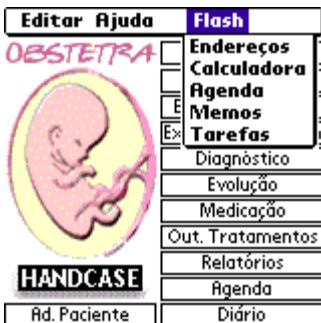 Editar Ajuda Flash
OBSTETRA
Endereços
Calculadora
Agenda
Memos
Tarefas
Diagnóstico
Evolução
Medicação
Out. Tratamentos
Relatórios
HANDCASE
Agenda
Ad. Paciente
Diário